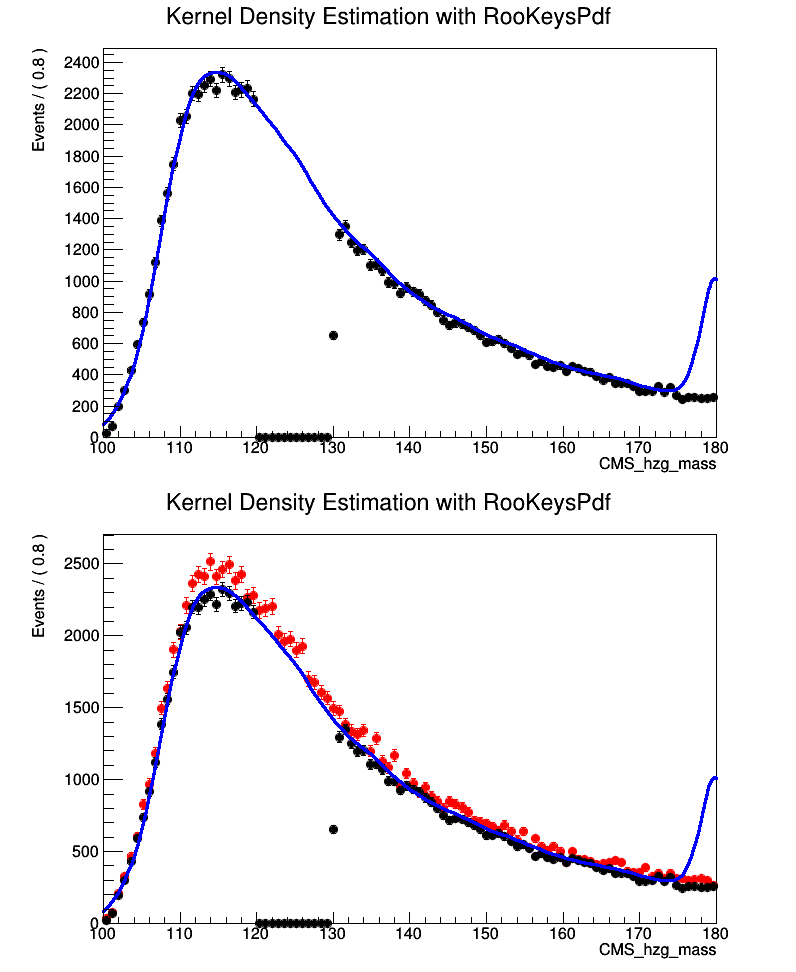 Kernel Density Estimation with RooKeysPdf
Events / ( 0.8 )
2400
2200
2000
1800
1600
1400
1200
1000
800
600
400
200
0
100 110 120 130 140 150 160 170 180
CMS_hzg_mass
Kernel Density Estimation with RooKeysPdf
Events / ( 0.8 )
2500
2000
1500
1000
500
0
100 110 120 130 140 150 160 170 180
CMS_hzg_mass